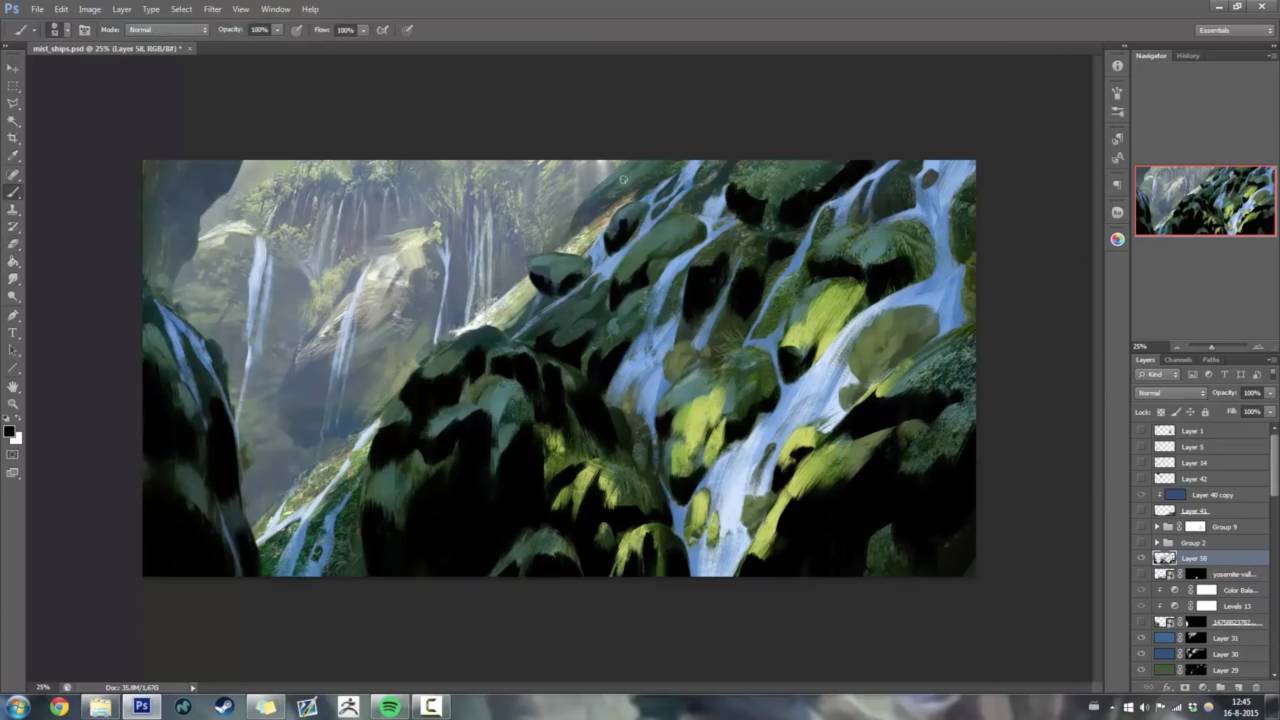 Ps File Edit Image Layer Type Select Filter 3D View Window Help
Mode: Normal Opacity: 100% Flow: 100% Essentials
mist_ships.psd @ 25% (Layer 58, RGB/8#) * ×
Navigator History
25%
Layers Channels Paths
Kind
Normal Opacity: 100%
Lock: Fill: 100%
Layer 1
Layer 5
Layer 34
Layer 42
Layer 40 copy
Layer 41
Group 9
Group 2
Layer 58
yosemite-vall...
Color Bala...
Levels 13
Layer 31
Layer 30
Layer 29
25% Doc: 35.8M/1.67G
Ps
12:45
16-8-2015